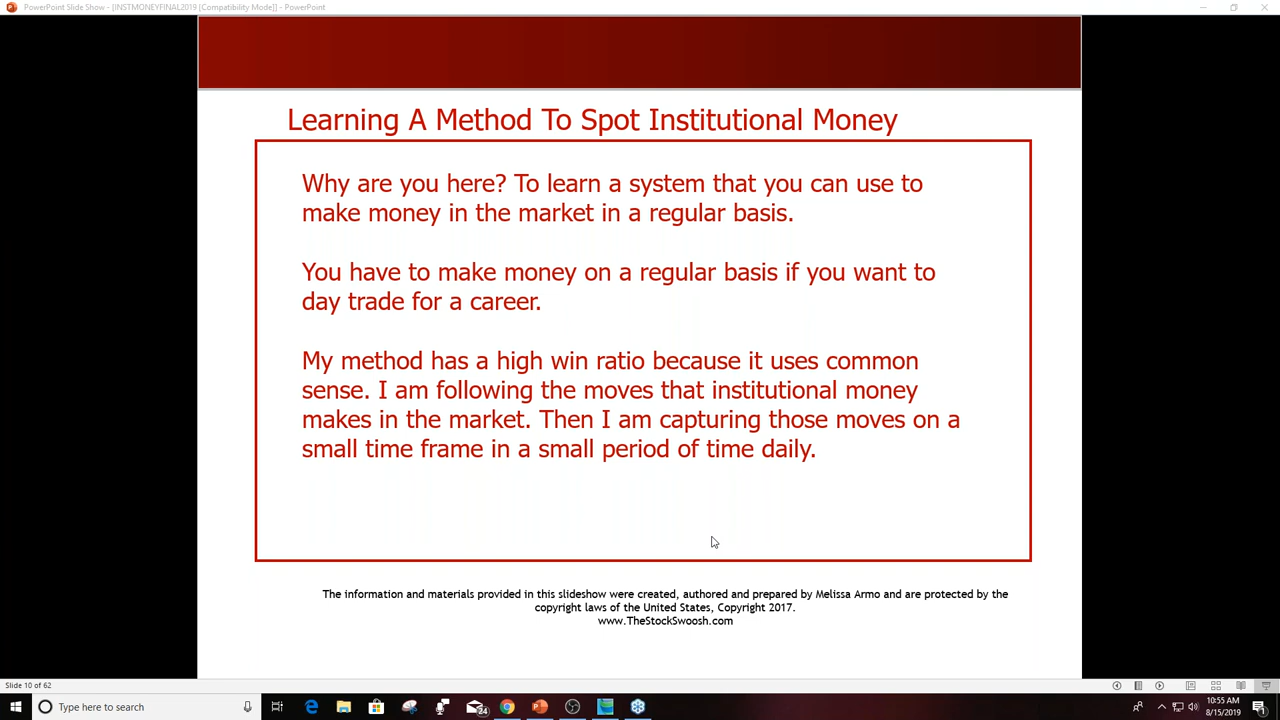 PowerPoint Slide Show - [INSTMONEYFINAL2019 [Compatibility Mode]] - PowerPoint
Learning A Method To Spot Institutional Money
Why are you here? To learn a system that you can use to
make money in the market in a regular basis.
You have to make money on a regular basis if you want to
day trade for a career.
My method has a high win ratio because it uses common
sense. I am following the moves that institutional money
makes in the market. Then I am capturing those moves on a
small time frame in a small period of time daily.
The information and materials provided in this slideshow were created, authored and prepared by Melissa Armo and are protected by the
copyright laws of the United States, Copyright 2017.
www.TheStockSwoosh.com
Slide 10 of 62
Type here to search
24
10:55 AM
8/15/2019
1